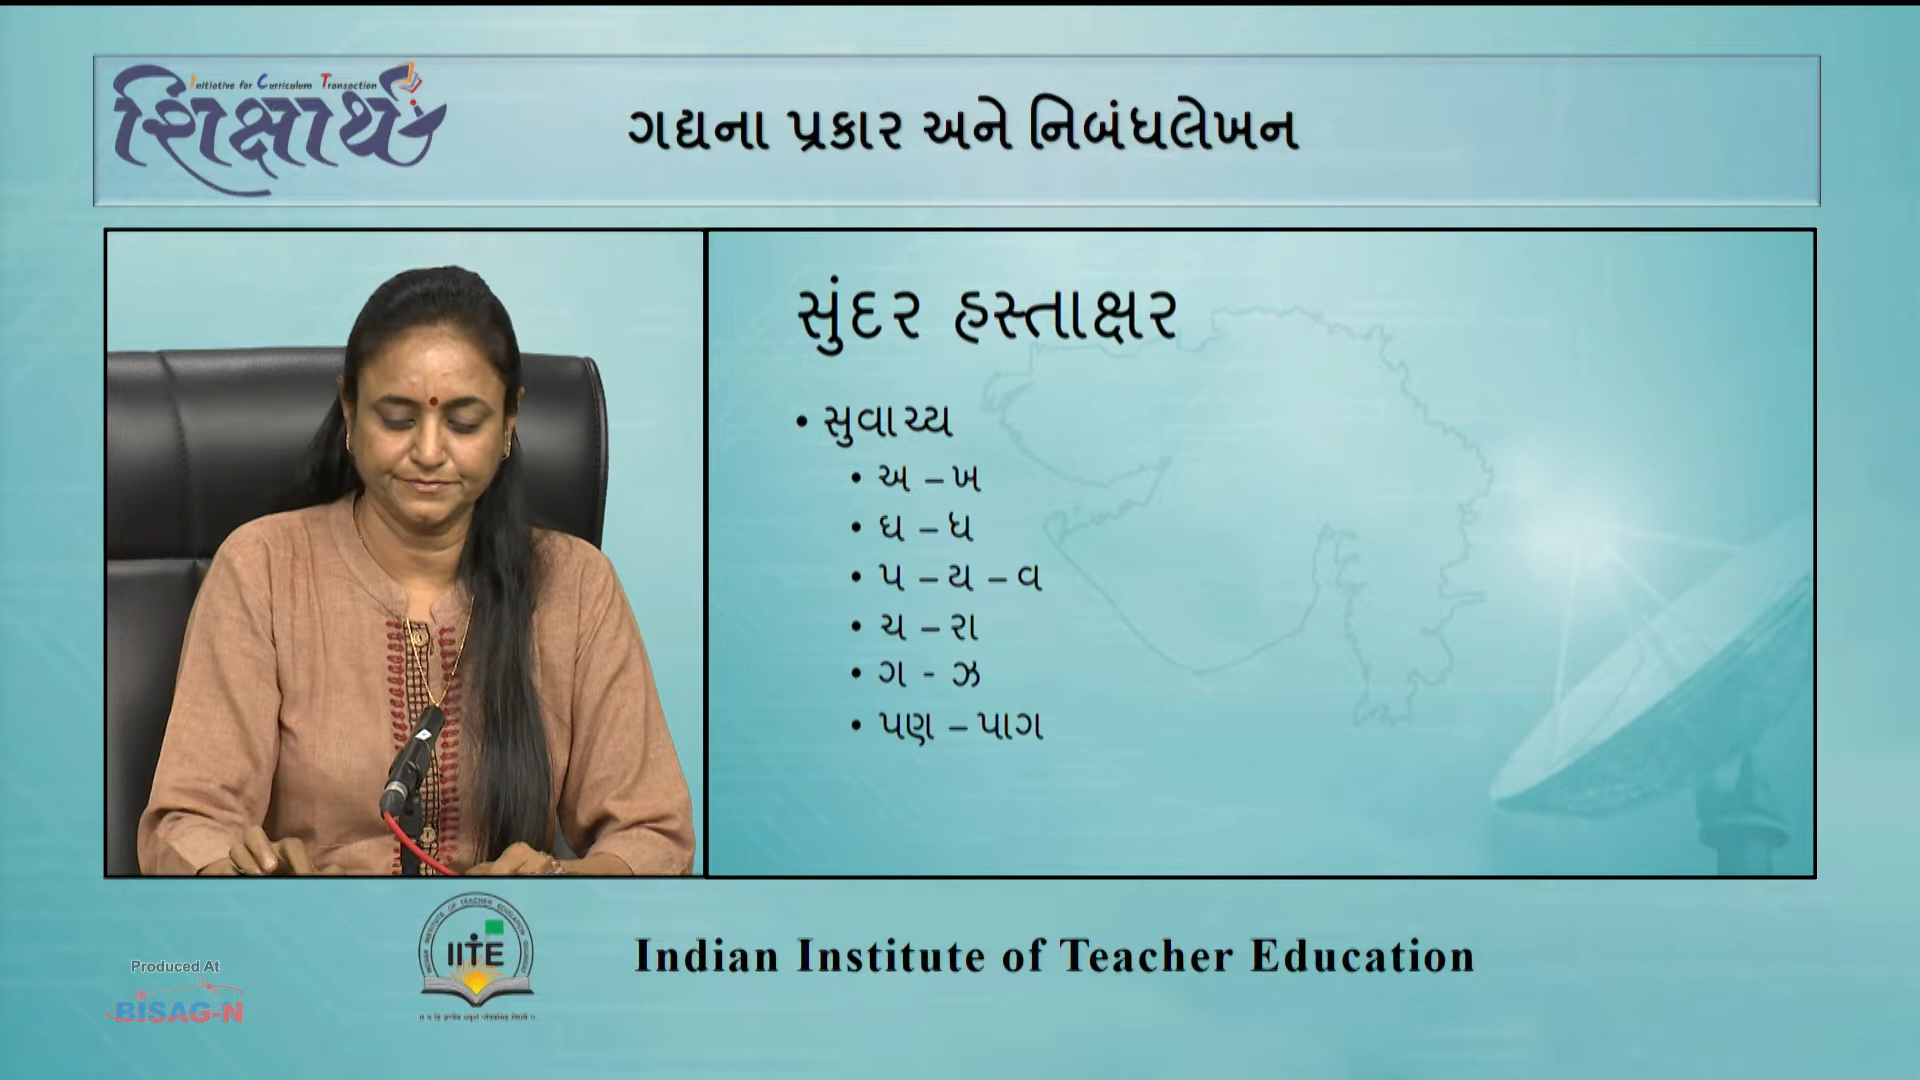 Initiative for Curriculum Transaction
शिक्षार्थ
ગદ્યના પ્રકાર અને નિબંધલેખન
સુંદર હસ્તાક્ષર
• સુવાચ્ય
• અ – ખ
• ઘ – ધ
• પ – ય – વ
• ચ – રા
• ગ - ઝ
• પણ – પાગ
Produced At
BISAG-N
IITE
Indian Institute of Teacher Education